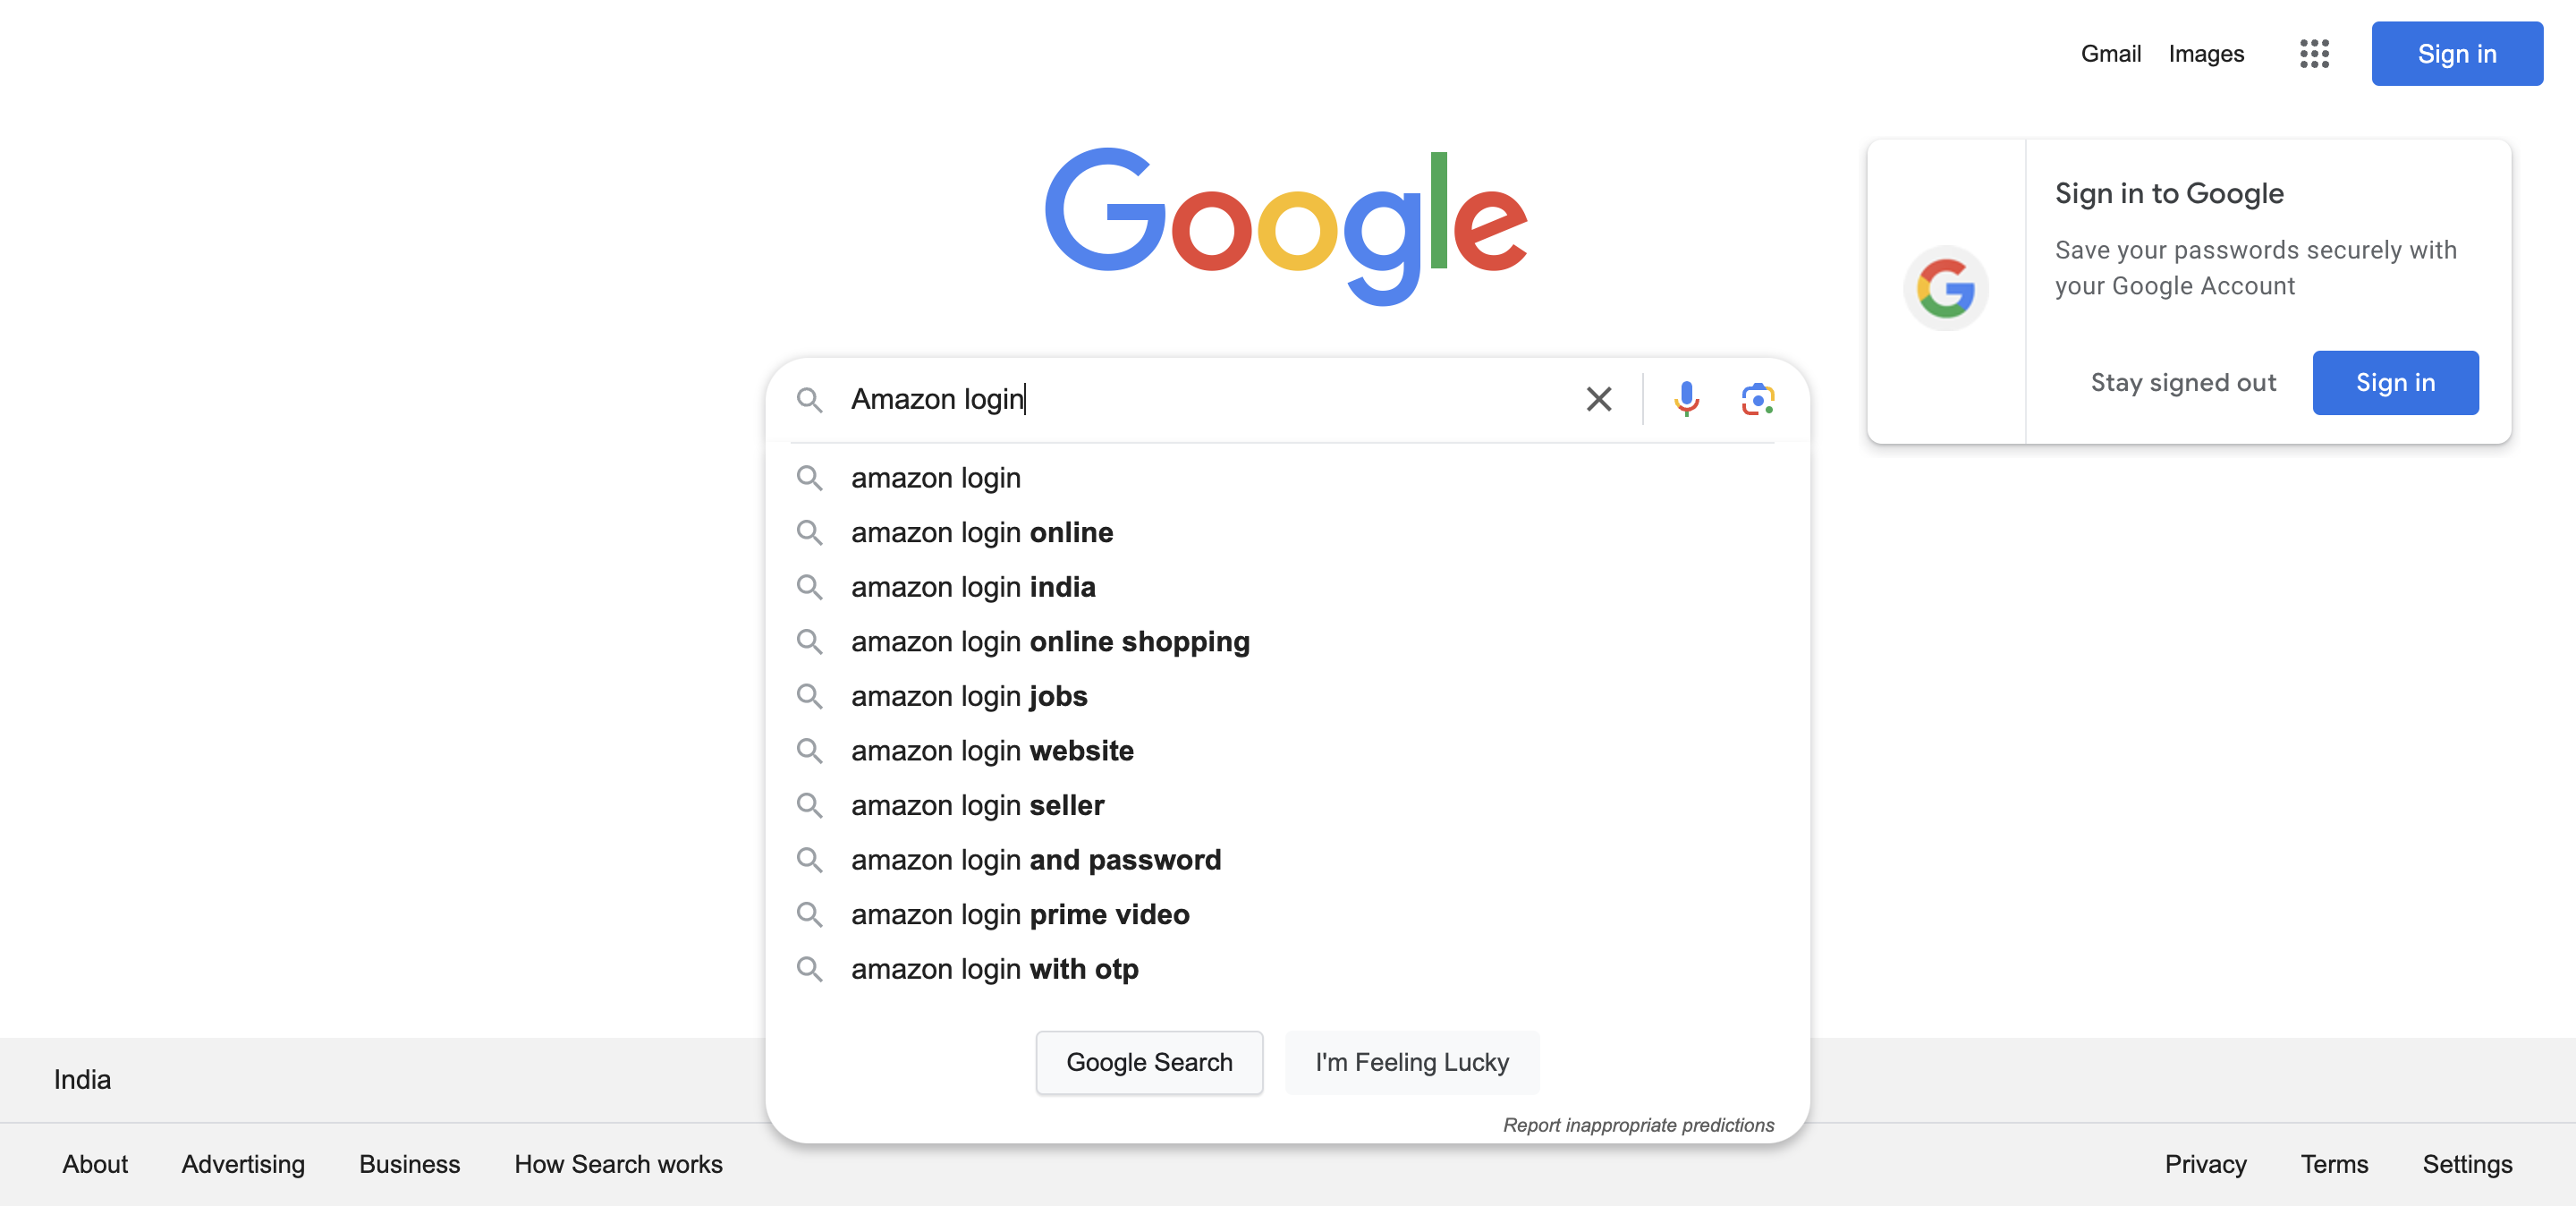 Gmail Images Sign in
Google
Sign in to Google
Save your passwords securely with
your Google Account
Stay signed out Sign in
Amazon login
amazon login
amazon login online
amazon login india
amazon login online shopping
amazon login jobs
amazon login website
amazon login seller
amazon login and password
amazon login prime video
amazon login with otp
Google Search I'm Feeling Lucky
Report inappropriate predictions
India
About Advertising Business How Search works Privacy Terms Settings